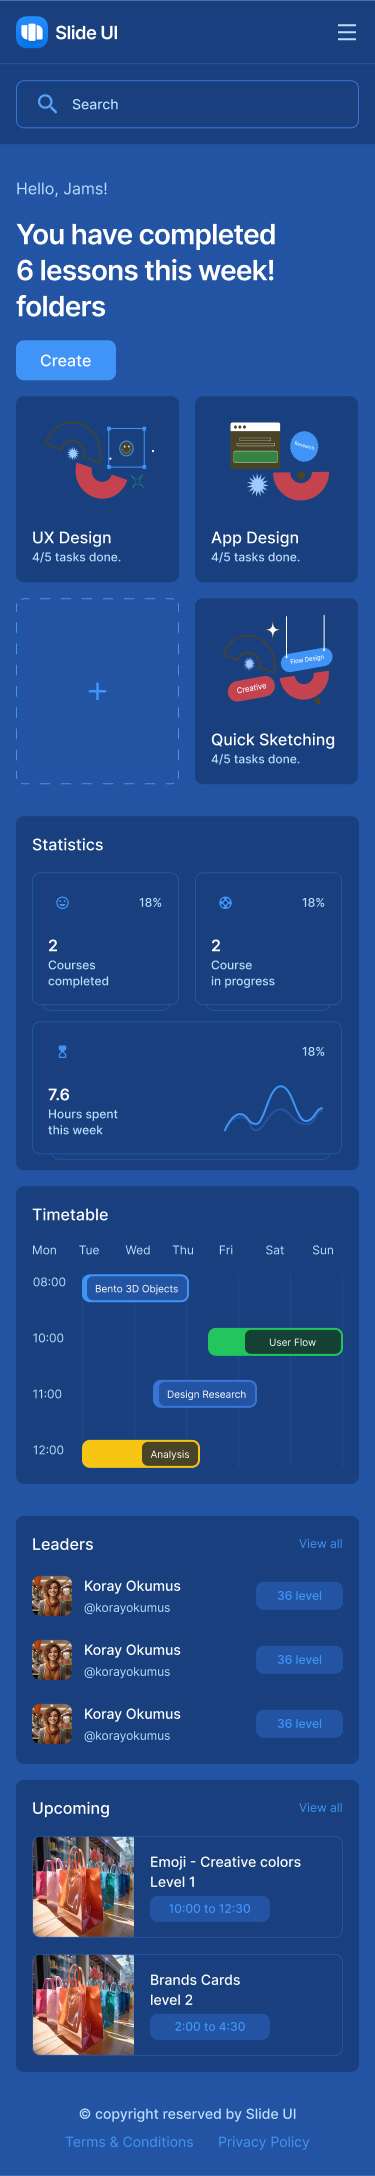 Slide UI
Search
Hello, Jams!
You have completed
6 lessons this week!
folders
Create
Research
UX Design
4/5 tasks done.
App Design
4/5 tasks done.
Flow Design
Creative
Quick Sketching
4/5 tasks done.
Statistics
18%
2
Courses
completed
18%
2
Course
in progress
18%
7.6
Hours spent
this week
Timetable
Mon Tue Wed Thu Fri Sat Sun
08:00 Bento 3D Objects
10:00 User Flow
11:00 Design Research
12:00 Analysis
Leaders View all
Koray Okumus
@korayokumus
36 level
Koray Okumus
@korayokumus
36 level
Koray Okumus
@korayokumus
36 level
Upcoming View all
Emoji - Creative colors
Level 1
10:00 to 12:30
Brands Cards
level 2
2:00 to 4:30
© copyright reserved by Slide UI
Terms & Conditions Privacy Policy